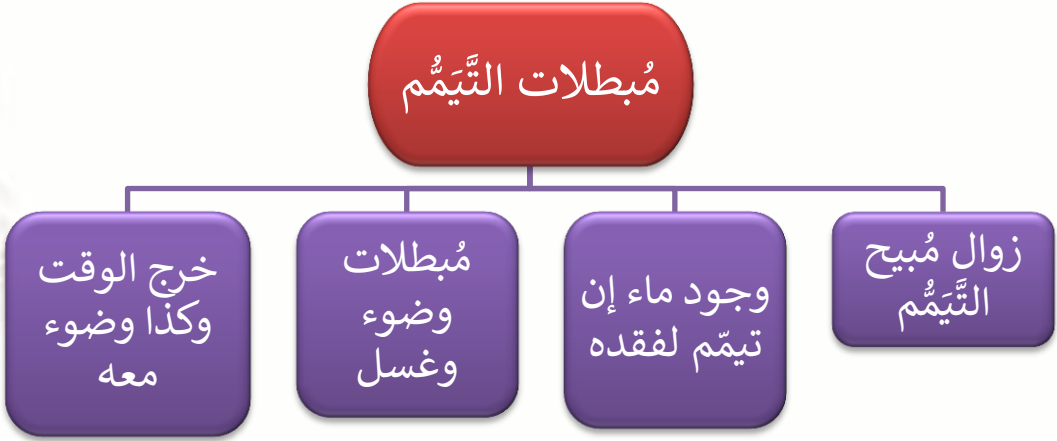 مُبطلات التَّيَمُّم
زوال مُبيح
التَّيَمُّم
وجود ماء إن
تيمّم لفقده
مُبطلات
وضوء
وغسل
خرج الوقت
وكذا وضوء
معه